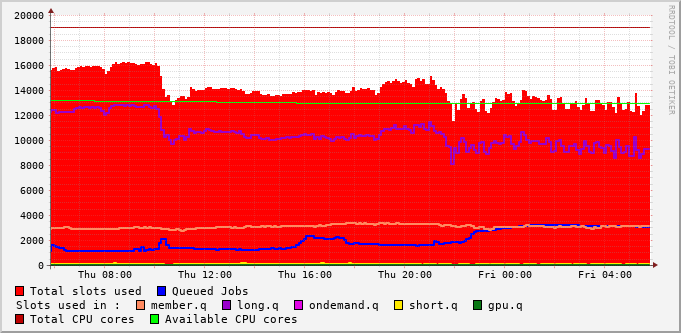 20000
18000
16000
14000
12000
10000
8000
6000
4000
2000
0
Thu 08:00 Thu 12:00 Thu 16:00 Thu 20:00 Fri 00:00 Fri 04:00
RRDTOOL / TOBI OETIKER
Total slots used Queued Jobs
Slots used in : member.q long.q ondemand.q short.q gpu.q
Total CPU cores Available CPU cores